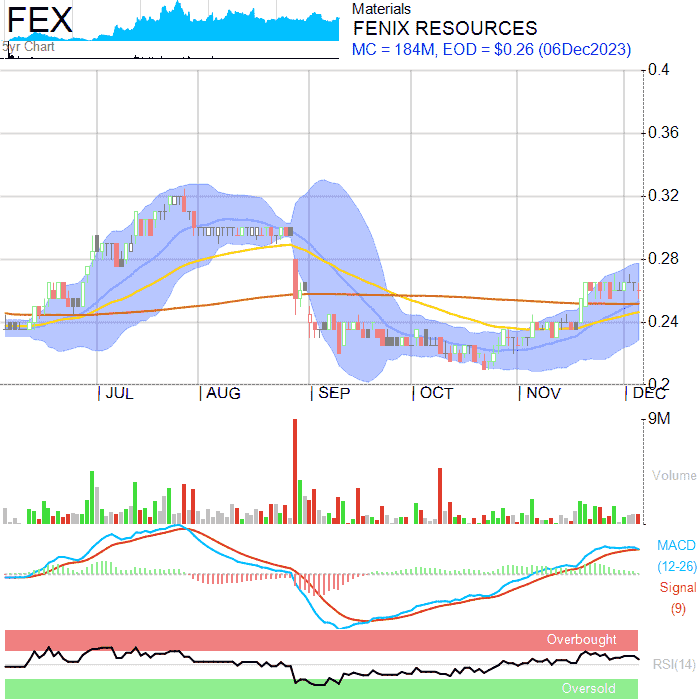 FEX
5yr Chart
Materials
FENIX RESOURCES
MC = 184M, EOD = $0.26 (06Dec2023)
0.4
0.36
0.32
0.28
0.24
0.2
JUL AUG SEP OCT NOV DEC
9M
Volume
MACD
(12-26)
Signal
(9)
Overbought
RSI(14)
Oversold